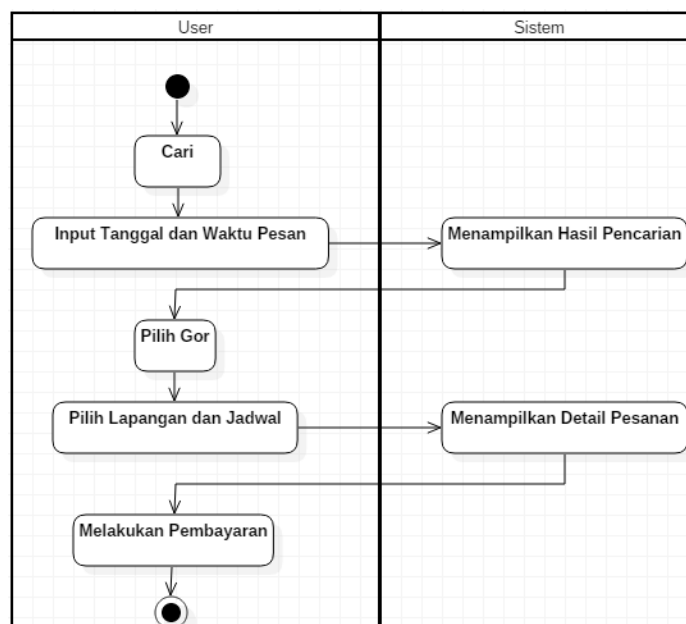 User
Sistem
Cari
Input Tanggal dan Waktu Pesan
Menampilkan Hasil Pencarian
Pilih Gor
Pilih Lapangan dan Jadwal
Menampilkan Detail Pesanan
Melakukan Pembayaran